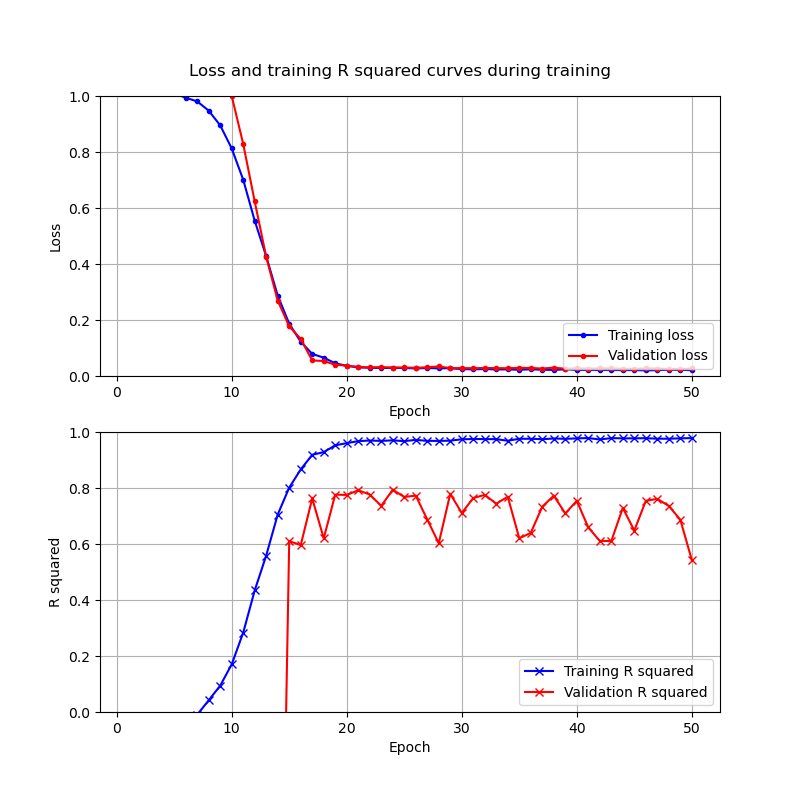 Loss and training R squared curves during training
1.0
0.8
0.6
0.4
0.2
0.0
Loss
Training loss
Validation loss
0 10 20 30 40 50
Epoch
1.0
0.8
0.6
0.4
0.2
0.0
R squared
Training R squared
Validation R squared
0 10 20 30 40 50
Epoch